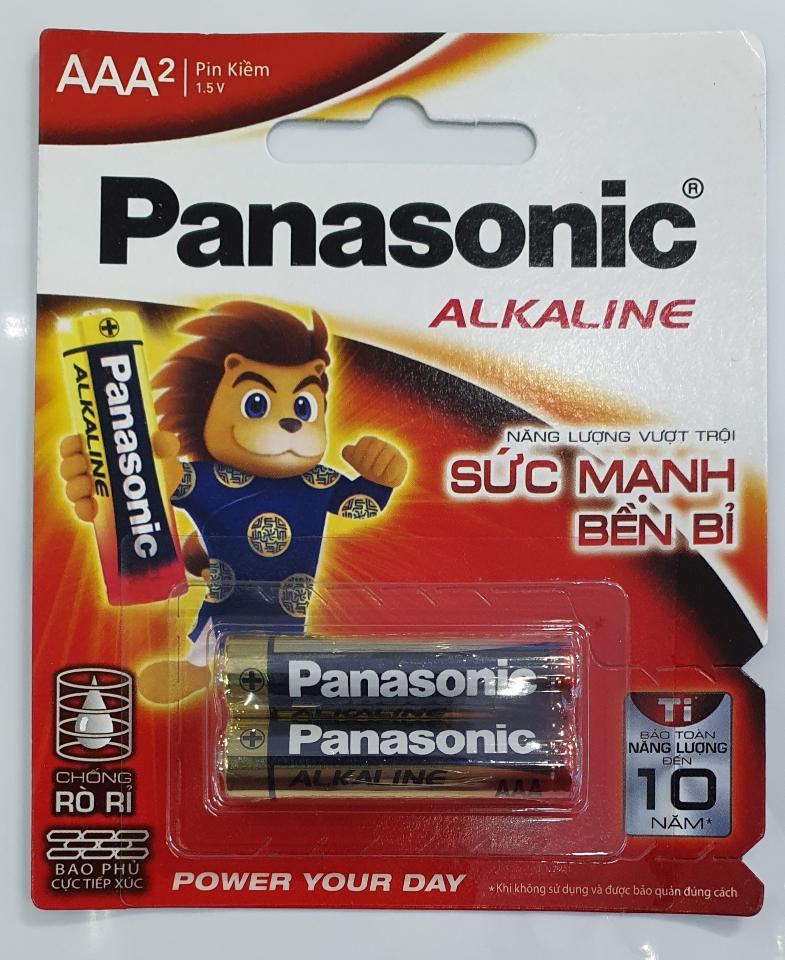 AAA² | Pin Kiềm
1.5 V
Panasonic®
ALKALINE
Panasonic
ALKALINE
NĂNG LƯỢNG VƯỢT TRỘI
SỨC MẠNH
BỀN BỈ
Panasonic
ALKALINE
Panasonic
ALKALINE AAA
Ti
BẢO TOÀN
NĂNG LƯỢNG
ĐẾN
10
NĂM*
CHỐNG
RÒ RỈ
BAO PHỦ
CỰC TIẾP XÚC
POWER YOUR DAY
*Khi không sử dụng và được bảo quản đúng cách